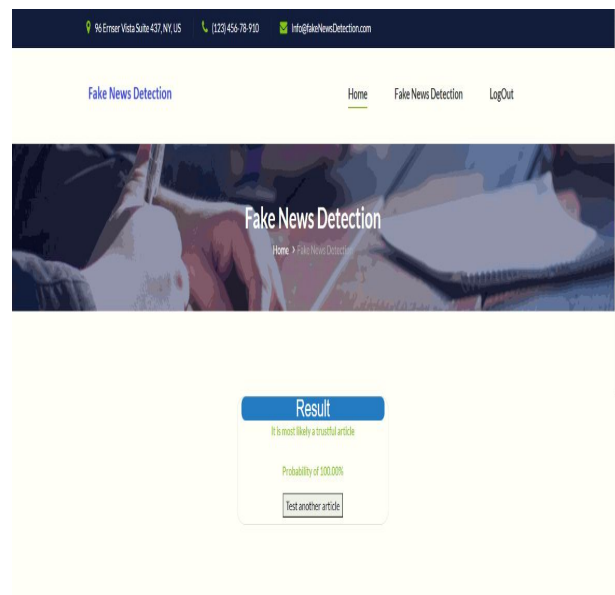 96 Ernser Vista Suite 437, NY, US (123) 456-78-910 Info@fakeNewsDetection.com
Fake News Detection Home Fake News Detection LogOut
Fake News Detection
Home > Fake News Detection
Result
It is most likely a trustful article
Probability of 100.00%
Test another article